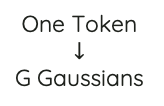 One Token
↓
G Gaussians